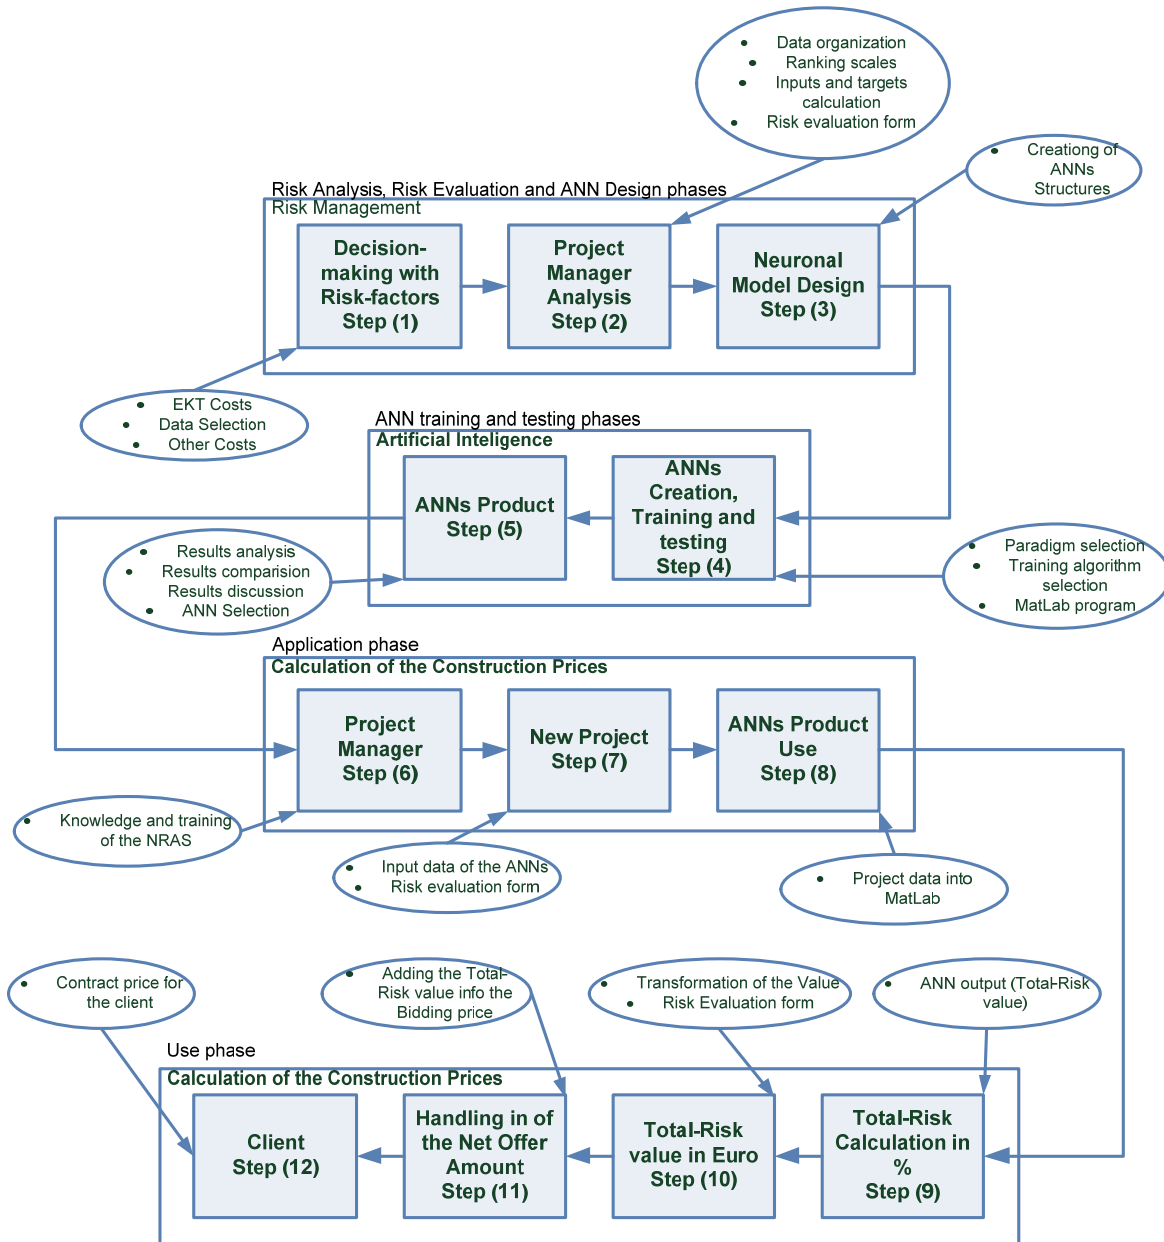 • Data organization
• Ranking scales
• Inputs and targets
calculation
• Risk evaluation form
• Creationg of
ANNs
Structures
Risk Analysis, Risk Evaluation and ANN Design phases
Risk Management
Decision-
making with
Risk-factors
Step (1)
Project
Manager
Analysis
Step (2)
Neuronal
Model Design
Step (3)
• EKT Costs
• Data Selection
• Other Costs
ANN training and testing phases
Artificial Inteligence
ANNs Product
Step (5)
ANNs
Creation,
Training and
testing
Step (4)
• Results analysis
• Results comparision
Results discussion
• ANN Selection
• Paradigm selection
• Training algorithm
selection
• MatLab program
Application phase
Calculation of the Construction Prices
Project
Manager
Step (6)
New Project
Step (7)
ANNs Product
Use
Step (8)
• Knowledge and training
of the NRAS
• Input data of the ANNs
• Risk evaluation form
• Project data into
MatLab
• Contract price for
the client
• Adding the Total-
Risk value info the
Bidding price
• Transformation of the Value
• Risk Evaluation form
• ANN output (Total-Risk
value)
Use phase
Calculation of the Construction Prices
Client
Step (12)
Handling in of
the Net Offer
Amount
Step (11)
Total-Risk
value in Euro
Step (10)
Total-Risk
Calculation in
%
Step (9)